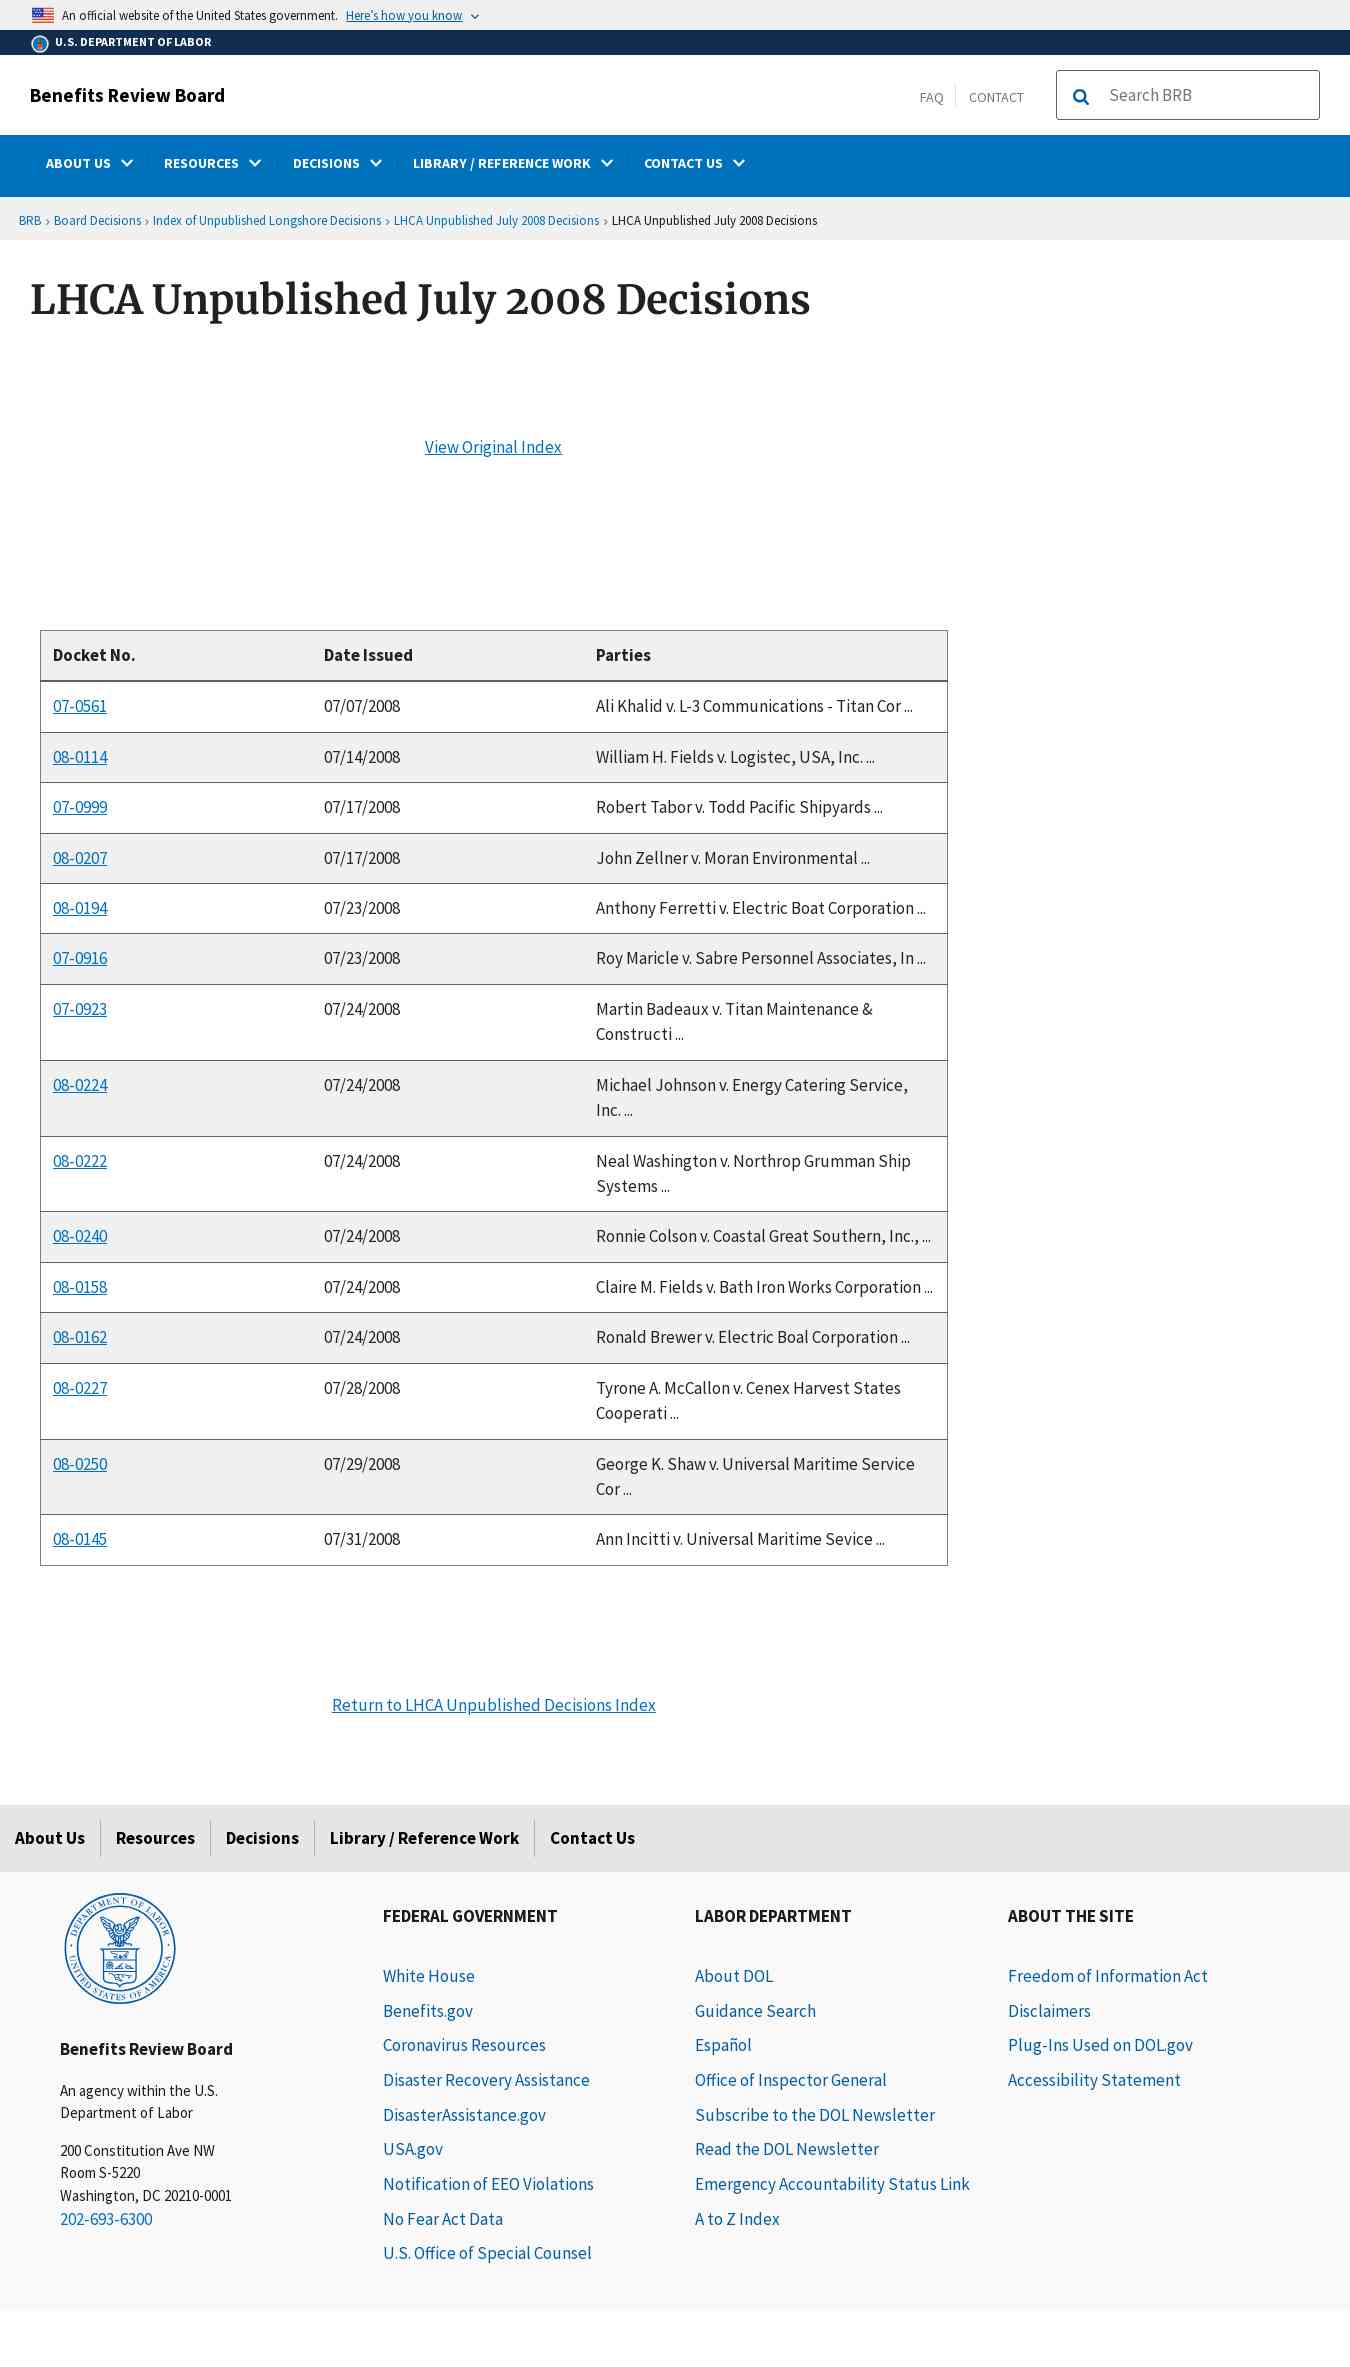 An official website of the United States government. Here's how you know
U.S. DEPARTMENT OF LABOR
Benefits Review Board
FAQ CONTACT Search BRB
ABOUT US RESOURCES DECISIONS LIBRARY / REFERENCE WORK CONTACT US
BRB › Board Decisions › Index of Unpublished Longshore Decisions › LHCA Unpublished July 2008 Decisions › LHCA Unpublished July 2008 Decisions
LHCA Unpublished July 2008 Decisions
View Original Index
Docket No. Date Issued Parties
07-0561 07/07/2008 Ali Khalid v. L-3 Communications - Titan Cor ...
08-0114 07/14/2008 William H. Fields v. Logistec, USA, Inc. ...
07-0999 07/17/2008 Robert Tabor v. Todd Pacific Shipyards ...
08-0207 07/17/2008 John Zellner v. Moran Environmental ...
08-0194 07/23/2008 Anthony Ferretti v. Electric Boat Corporation ...
07-0916 07/23/2008 Roy Maricle v. Sabre Personnel Associates, In ...
07-0923 07/24/2008 Martin Badeaux v. Titan Maintenance &
Constructi ...
08-0224 07/24/2008 Michael Johnson v. Energy Catering Service,
Inc. ...
08-0222 07/24/2008 Neal Washington v. Northrop Grumman Ship
Systems ...
08-0240 07/24/2008 Ronnie Colson v. Coastal Great Southern, Inc., ...
08-0158 07/24/2008 Claire M. Fields v. Bath Iron Works Corporation ...
08-0162 07/24/2008 Ronald Brewer v. Electric Boal Corporation ...
08-0227 07/28/2008 Tyrone A. McCallon v. Cenex Harvest States
Cooperati ...
08-0250 07/29/2008 George K. Shaw v. Universal Maritime Service
Cor ...
08-0145 07/31/2008 Ann Incitti v. Universal Maritime Sevice ...
Return to LHCA Unpublished Decisions Index
About Us Resources Decisions Library / Reference Work Contact Us
DEPARTMENT OF LABOR
UNITED STATES OF AMERICA
Benefits Review Board
An agency within the U.S.
Department of Labor
200 Constitution Ave NW
Room S-5220
Washington, DC 20210-0001
202-693-6300
FEDERAL GOVERNMENT
White House
Benefits.gov
Coronavirus Resources
Disaster Recovery Assistance
DisasterAssistance.gov
USA.gov
Notification of EEO Violations
No Fear Act Data
U.S. Office of Special Counsel
LABOR DEPARTMENT
About DOL
Guidance Search
Español
Office of Inspector General
Subscribe to the DOL Newsletter
Read the DOL Newsletter
Emergency Accountability Status Link
A to Z Index
ABOUT THE SITE
Freedom of Information Act
Disclaimers
Plug-Ins Used on DOL.gov
Accessibility Statement